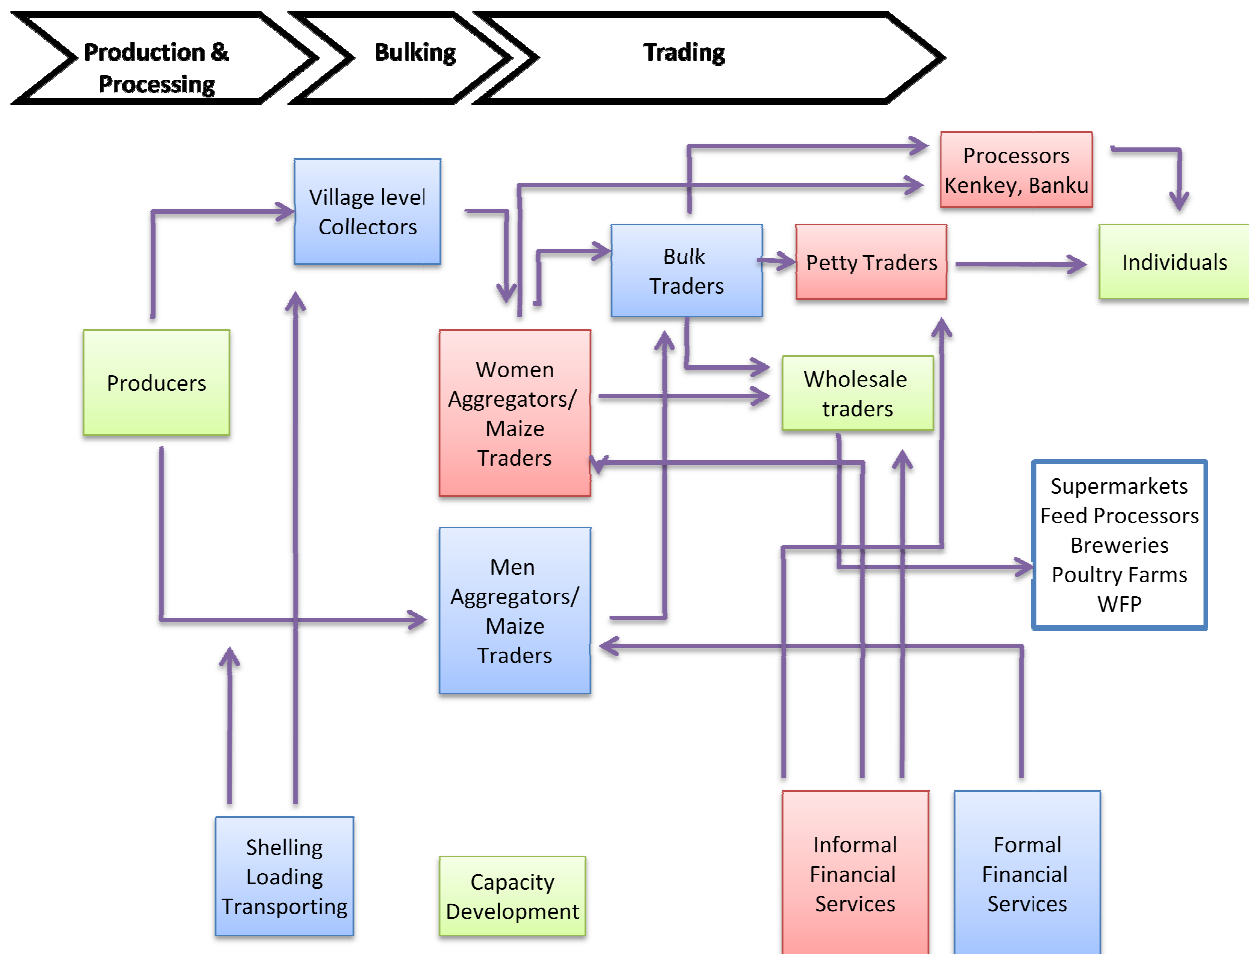 Production &
Processing
Bulking
Trading
Village level
Collectors
Processors
Kenkey, Banku
Bulk
Traders
Petty Traders
Individuals
Producers
Women
Aggregators/
Maize
Traders
Wholesale
traders
Supermarkets
Feed Processors
Breweries
Poultry Farms
WFP
Men
Aggregators/
Maize
Traders
Shelling
Loading
Transporting
Capacity
Development
Informal
Financial
Services
Formal
Financial
Services